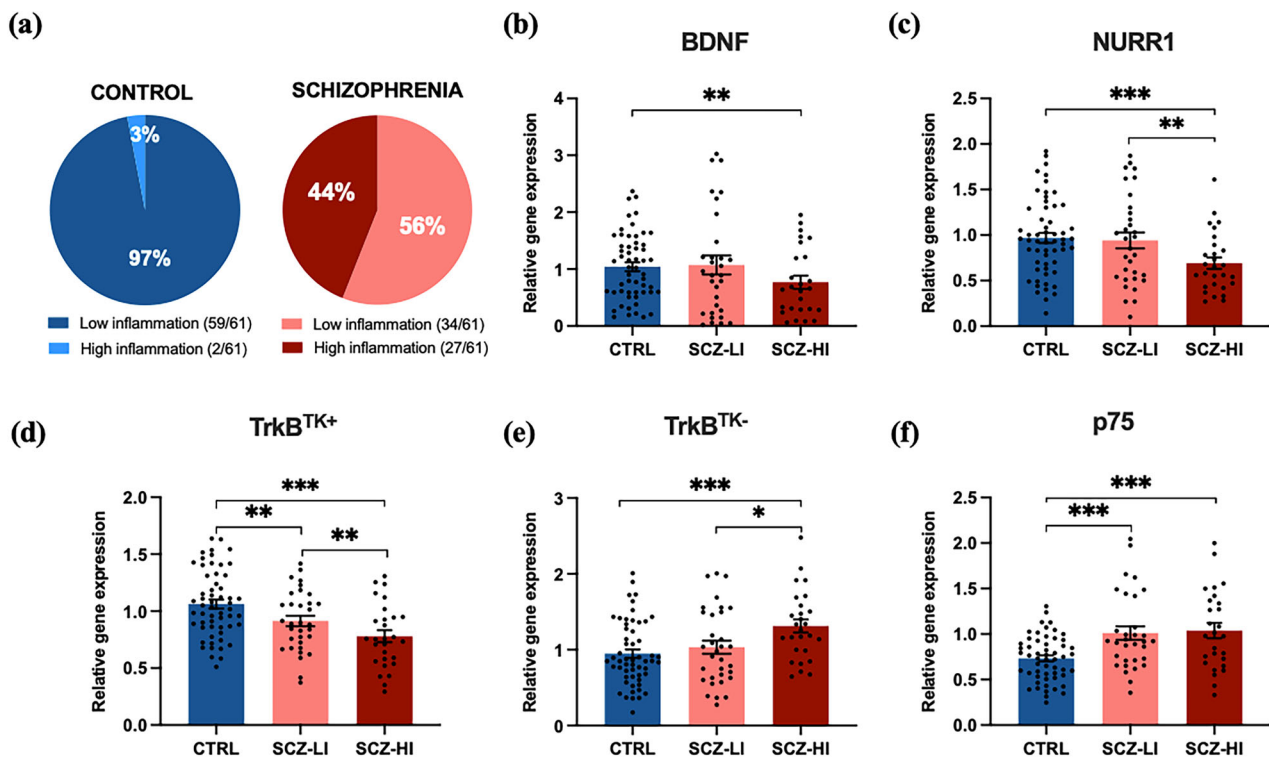 (a)
CONTROL
3%
97%
Low inflammation (59/61)
High inflammation (2/61)
SCHIZOPHRENIA
44%
56%
Low inflammation (34/61)
High inflammation (27/61)
(b)
BDNF
Relative gene expression
4
3
2
1
0
**
CTRL
SCZ-LI
SCZ-HI
(c)
NURR1
Relative gene expression
2.5
2.0
1.5
1.0
0.5
0.0
***
**
CTRL
SCZ-LI
SCZ-HI
(d)
TrkBTK+
Relative gene expression
2.0
1.5
1.0
0.5
0.0
***
**
**
CTRL
SCZ-LI
SCZ-HI
(e)
TrkBTK-
Relative gene expression
3
2
1
0
***
*
CTRL
SCZ-LI
SCZ-HI
(f)
p75
Relative gene expression
2.5
2.0
1.5
1.0
0.5
0.0
***
***
CTRL
SCZ-LI
SCZ-HI